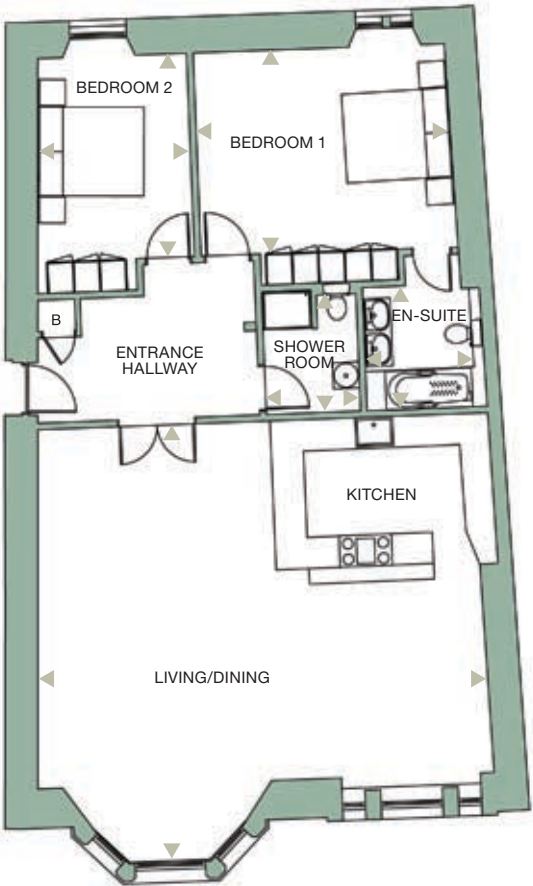 BEDROOM 2
BEDROOM 1
B
EN-SUITE
ENTRANCE
HALLWAY
SHOWER
ROOM
KITCHEN
LIVING/DINING